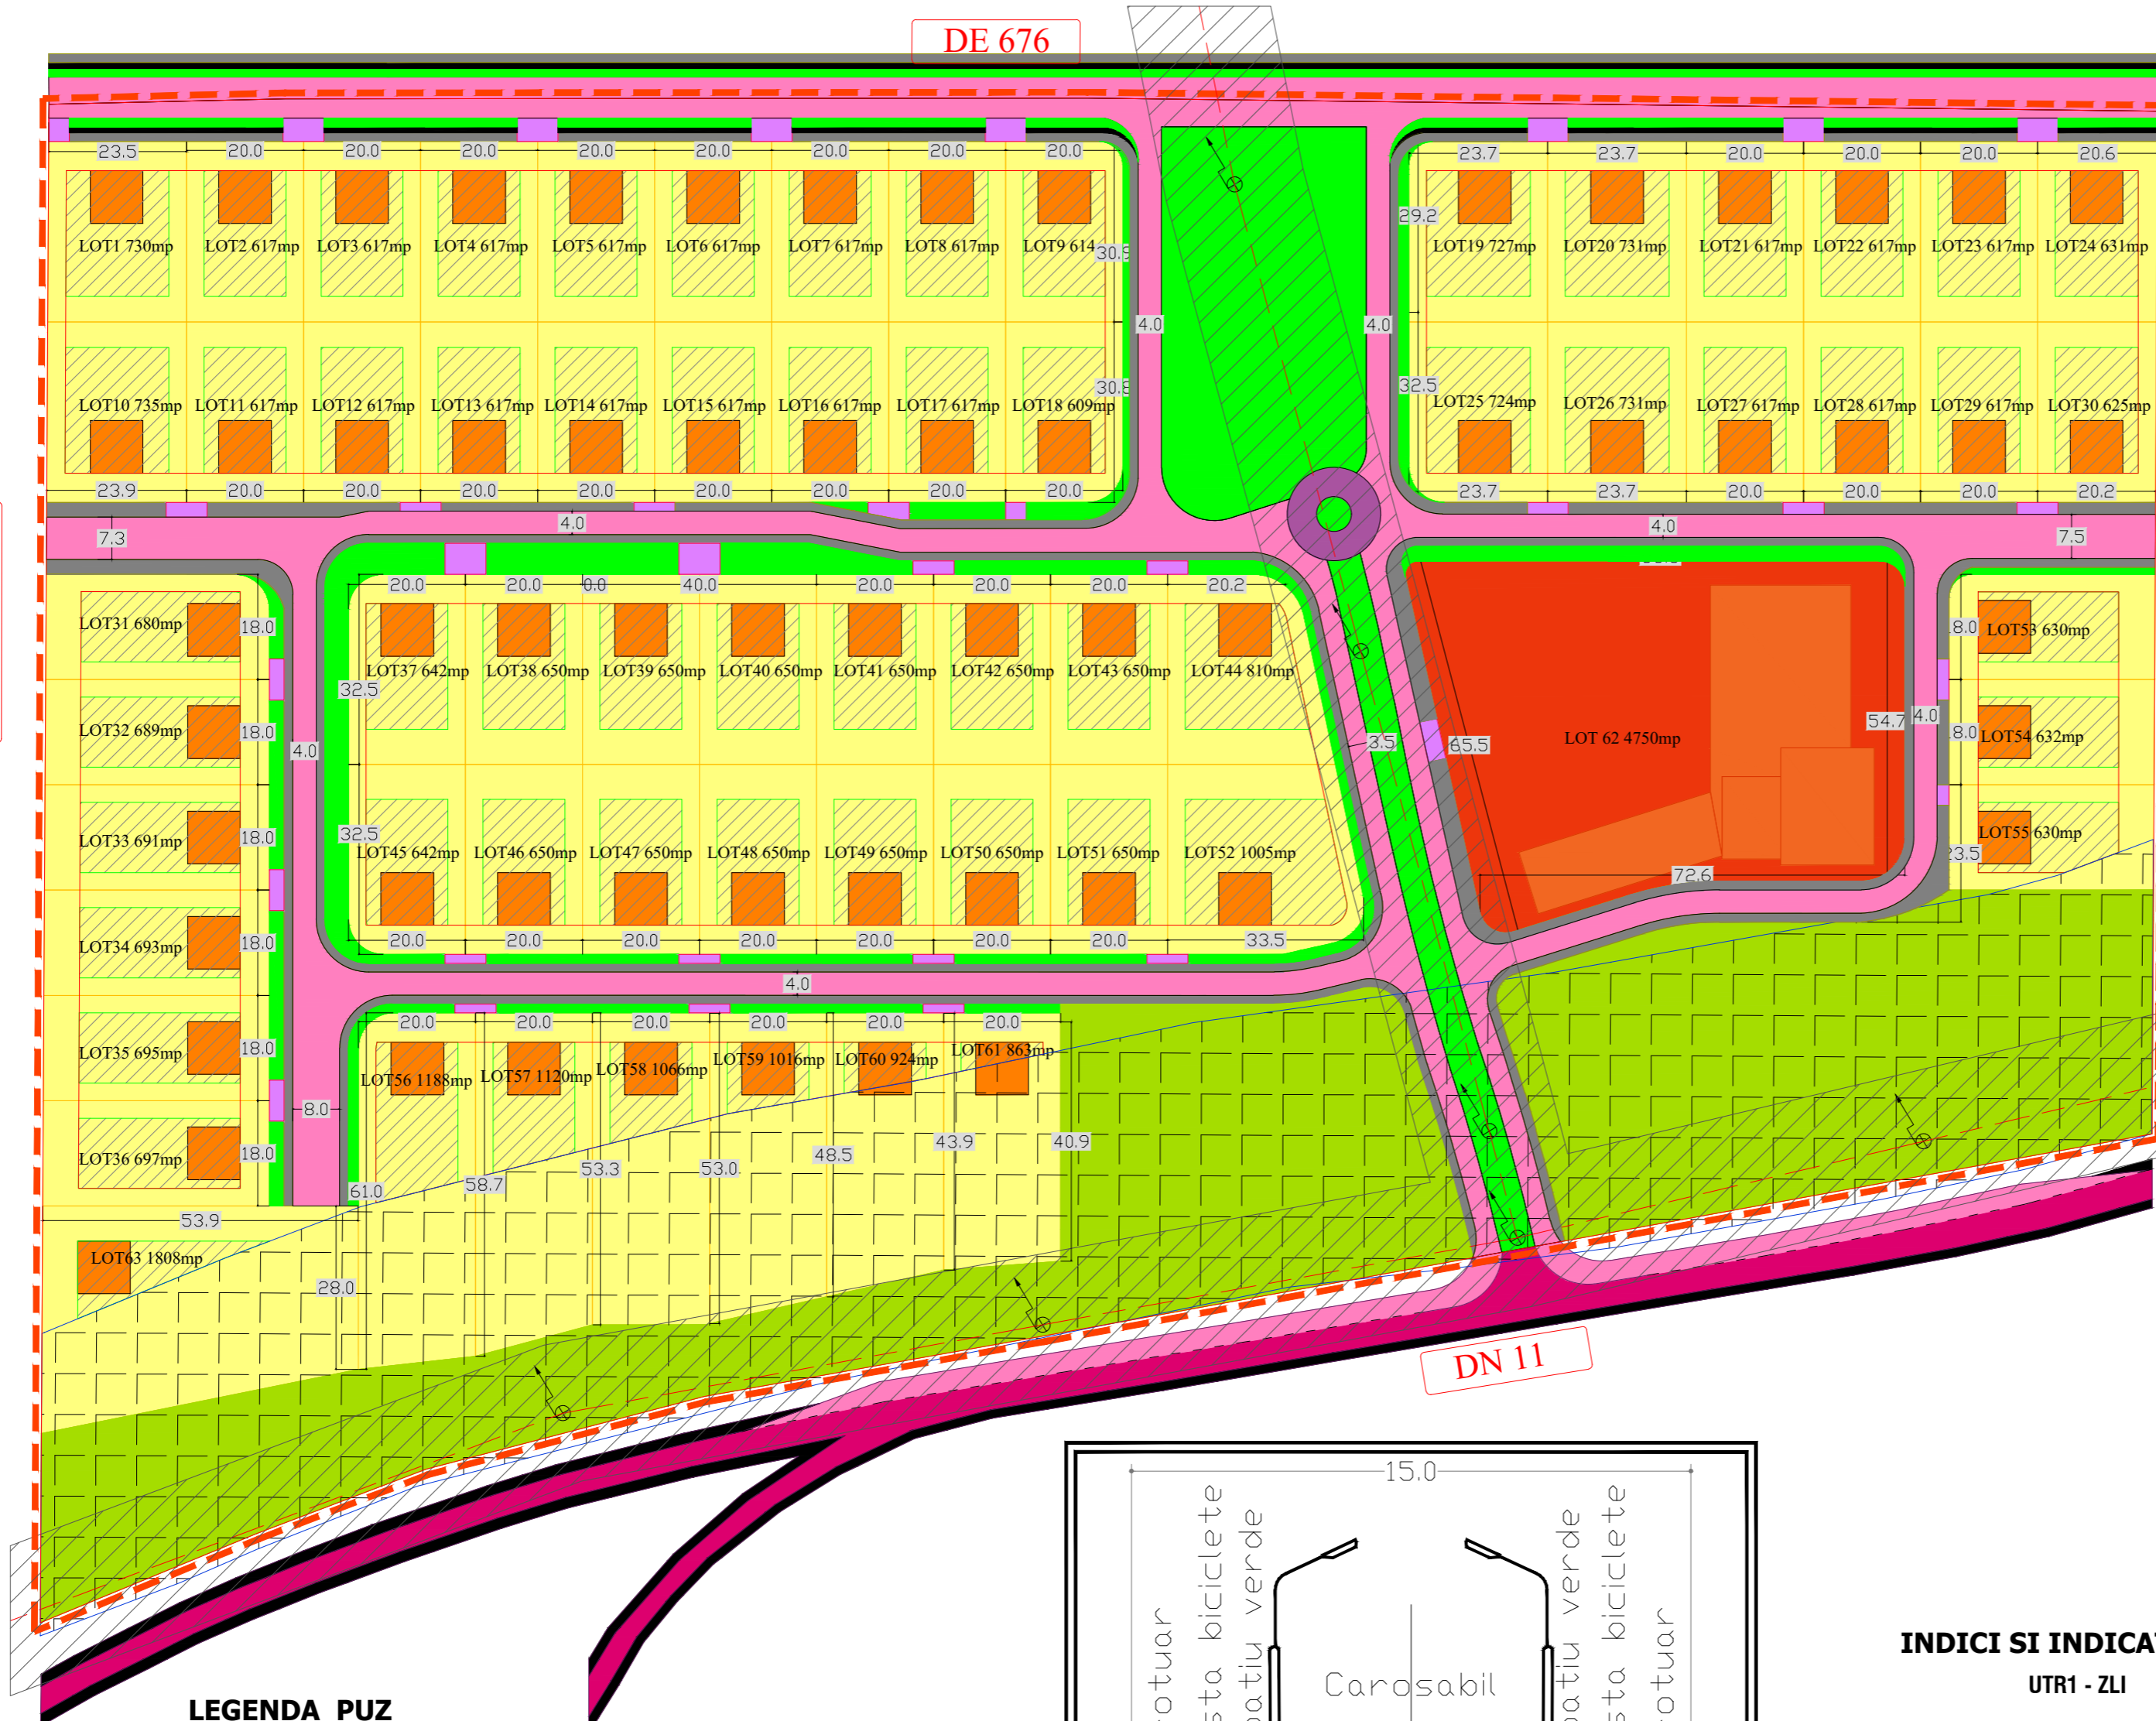 DE 676
23.5 20.0 20.0 20.0 20.0 20.0 20.0 20.0 20.0
23.7 23.7 20.0 20.0 20.0 20.6
29.2
LOT1 730mp LOT2 617mp LOT3 617mp LOT4 617mp LOT5 617mp LOT6 617mp LOT7 617mp LOT8 617mp LOT9 614
30.9
LOT19 727mp LOT20 731mp LOT21 617mp LOT22 617mp LOT23 617mp LOT24 631mp
4.0 4.0
30.8
32.5
LOT10 735mp LOT11 617mp LOT12 617mp LOT13 617mp LOT14 617mp LOT15 617mp LOT16 617mp LOT17 617mp LOT18 609mp
LOT25 724mp LOT26 731mp LOT27 617mp LOT28 617mp LOT29 617mp LOT30 625mp
23.9 20.0 20.0 20.0 20.0 20.0 20.0 20.0 20.0
23.7 23.7 20.0 20.0 20.0 20.2
4.0 4.0
7.3 7.5
20.0 20.0 0.0 40.0 20.0 20.0 20.0 20.2
LOT31 680mp 18.0
8.0 LOT53 630mp
LOT37 642mp LOT38 650mp LOT39 650mp LOT40 650mp LOT41 650mp LOT42 650mp LOT43 650mp LOT44 810mp
32.5
LOT32 689mp 18.0
4.0
3.5 65.5
LOT 62 4750mp
54.7 4.0
8.0 LOT54 632mp
LOT33 691mp 18.0
32.5
LOT45 642mp LOT46 650mp LOT47 650mp LOT48 650mp LOT49 650mp LOT50 650mp LOT51 650mp LOT52 1005mp
72.6
LOT55 630mp
23.5
LOT34 693mp 18.0
20.0 20.0 20.0 20.0 20.0 20.0 20.0 33.5
4.0
20.0 20.0 20.0 20.0 20.0 20.0
LOT35 695mp 18.0
LOT56 1188mp LOT57 1120mp LOT58 1066mp LOT59 1016mp LOT60 924mp LOT61 863mp
8.0
LOT36 697mp 18.0
61.0 58.7 53.3 53.0 48.5 43.9 40.9
53.9
LOT63 1808mp
28.0
DN 11
15.0
biciclete
verde
Carosabil
verde
biciclete
INDICI SI
UTR1 - ZLI
LEGENDA PUZ